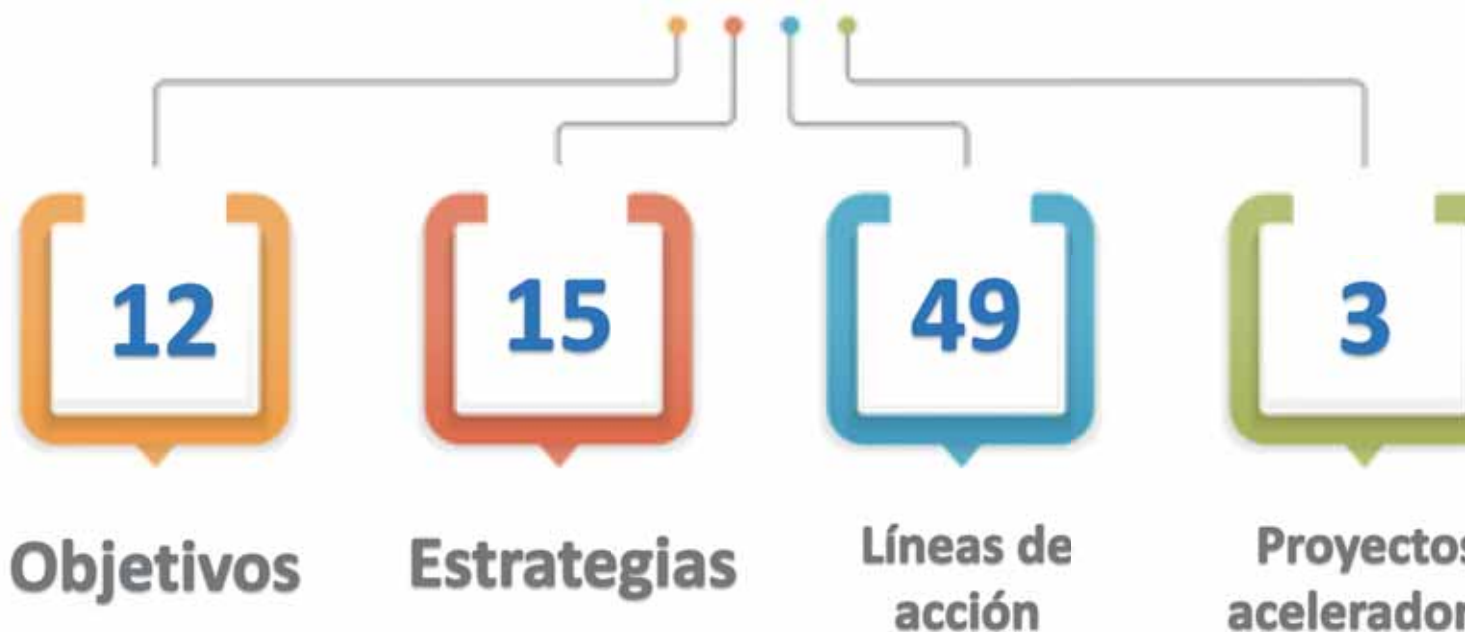 12
15
49
3
Objetivos
Estrategias
Líneas de
acción
Proyectos
acelerador